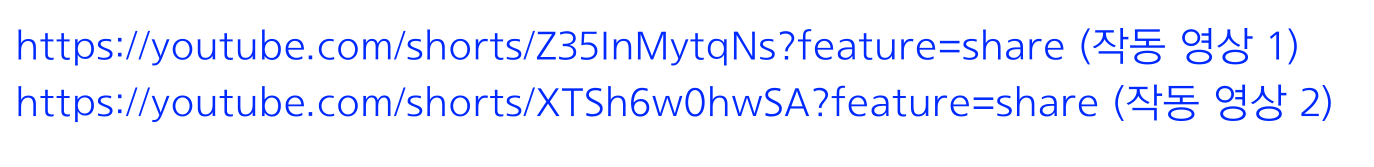 https://youtube.com/shorts/Z35InMytqNs?feature=share (작동 영상 1)
https://youtube.com/shorts/XTSh6w0hwSA?feature=share (작동 영상 2)